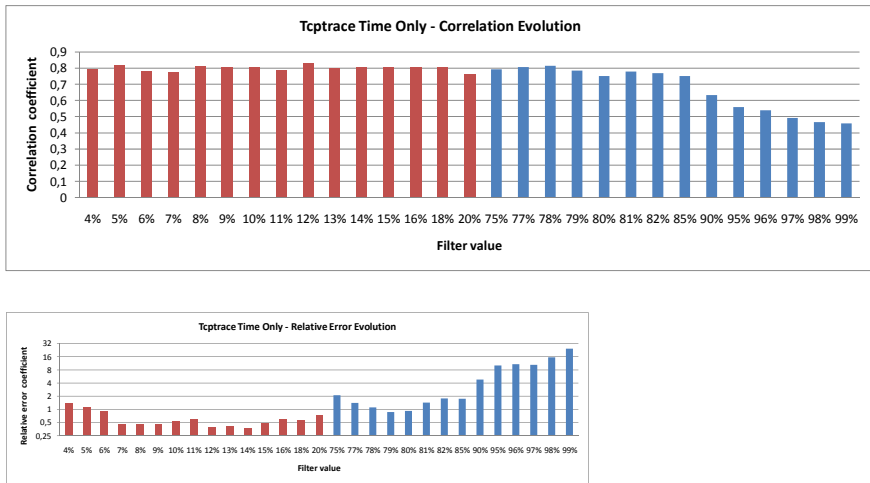 Tcptrace Time Only - Correlation Evolution
Correlation coefficient
0,9
0,8
0,7
0,6
0,5
0,4
0,3
0,2
0,1
0
4% 5% 6% 7% 8% 9% 10% 11% 12% 13% 14% 15% 16% 18% 20% 75% 77% 78% 79% 80% 81% 82% 85% 90% 95% 96% 97% 98% 99%
Filter value
Tcptrace Time Only - Relative Error Evolution
Relative error coefficient
32
16
8
4
2
1
0,5
0,25
4% 5% 6% 7% 8% 9% 10% 11% 12% 13% 14% 15% 16% 18% 20% 75% 77% 78% 79% 80% 81% 82% 85% 90% 95% 96% 97% 98% 99%
Filter value